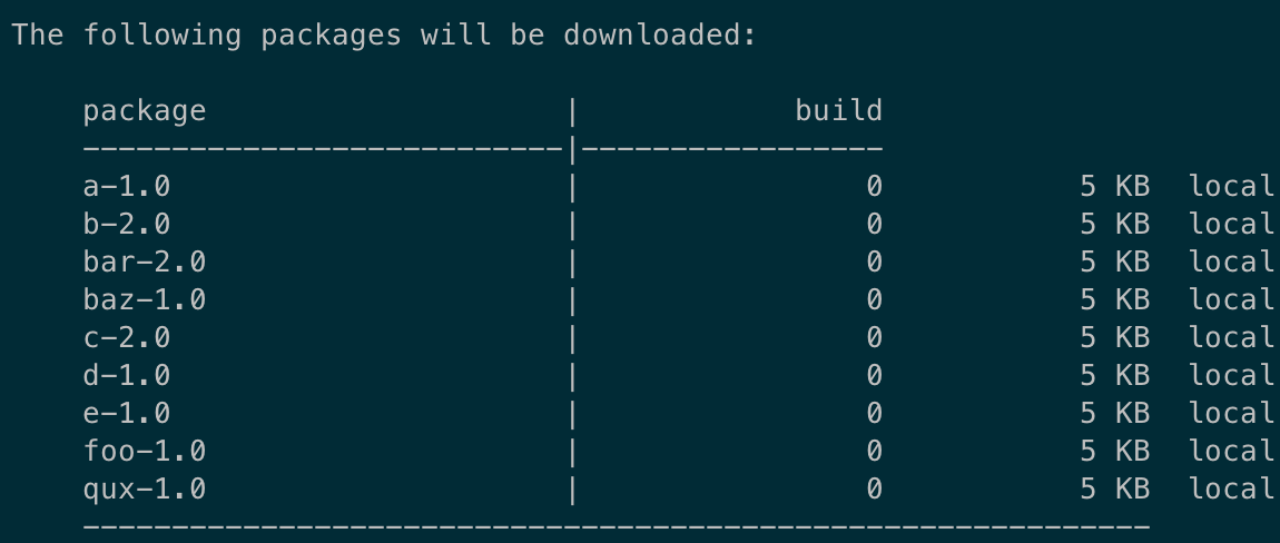 The following packages will be downloaded:
package | build
---------------------------|-----------------
a-1.0 | 0 5 KB local
b-2.0 | 0 5 KB local
bar-2.0 | 0 5 KB local
baz-1.0 | 0 5 KB local
c-2.0 | 0 5 KB local
d-1.0 | 0 5 KB local
e-1.0 | 0 5 KB local
foo-1.0 | 0 5 KB local
qux-1.0 | 0 5 KB local
------------------------------------------------------------